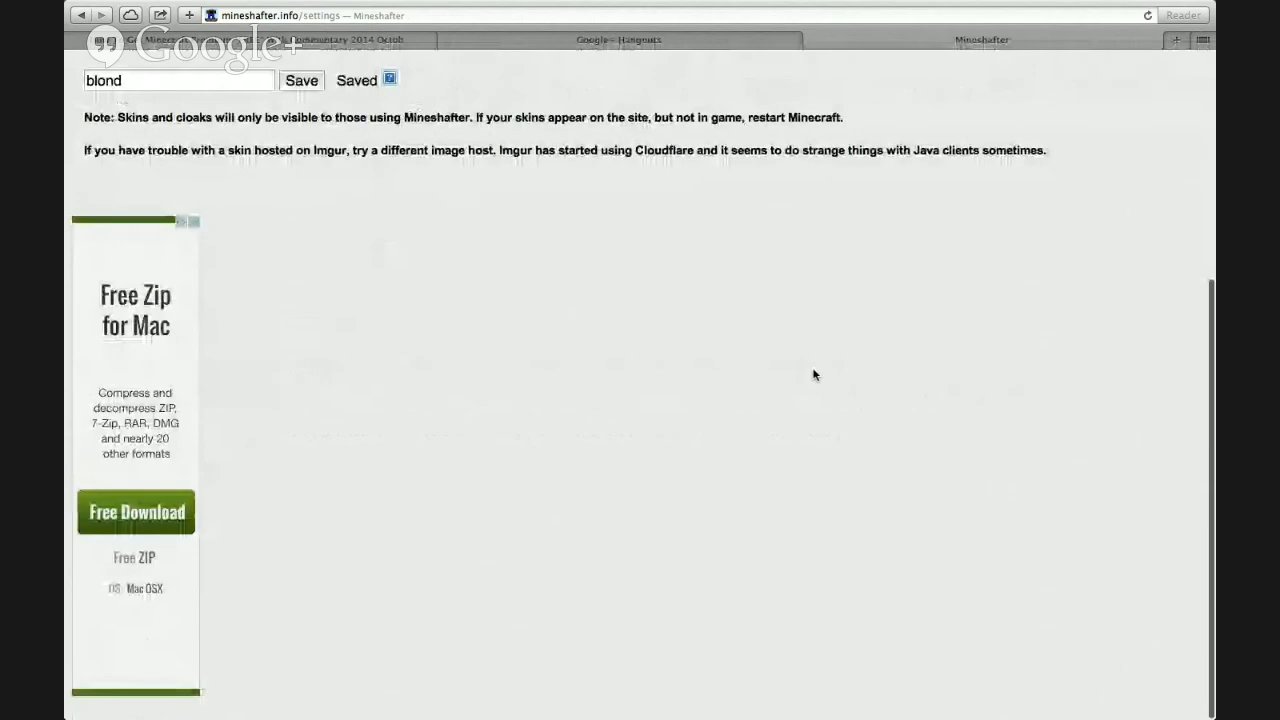 mineshafter.info/settings — Mineshafter
Reader
Google+
Commentary 2014 Octob
Google+ Hangouts
Mineshafter
blond
Save
Saved
?
Note: Skins and cloaks will only be visible to those using Mineshafter. If your skins appear on the site, but not in game, restart Minecraft.
If you have trouble with a skin hosted on Imgur, try a different image host. Imgur has started using Cloudflare and it seems to do strange things with Java clients sometimes.
Free Zip
for Mac
Compress and
decompress ZIP,
7-Zip, RAR, DMG
and nearly 20
other formats
Free Download
Free ZIP
OS: Mac OSX